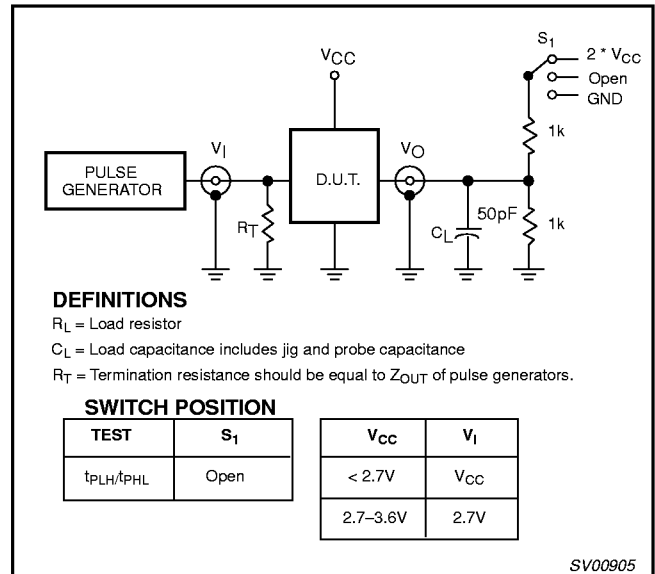 S1
2 * VCC
Open
GND
VCC
1k
VI
VO
PULSE
GENERATOR
D.U.T.
RT
50pF
CL
1k
DEFINITIONS
RL = Load resistor
CL = Load capacitance includes jig and probe capacitance
RT = Termination resistance should be equal to ZOUT of pulse generators.
SWITCH POSITION
TEST S1
tPLH/tPHL Open
VCC VI
< 2.7V VCC
2.7–3.6V 2.7V
SV00905